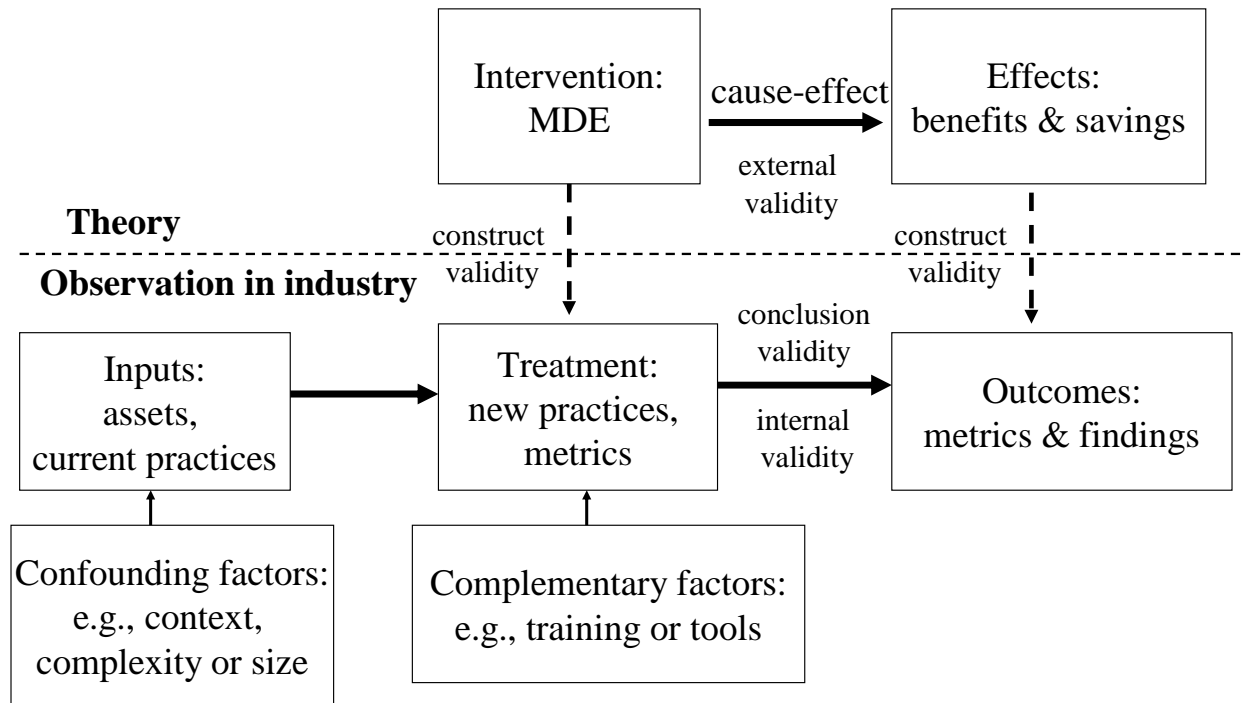 Intervention:
MDE
cause-effect
Effects:
benefits & savings
external
validity
Theory
construct
validity
construct
validity
Observation in industry
Inputs:
assets,
current practices
Treatment:
new practices,
metrics
conclusion
validity
internal
validity
Outcomes:
metrics & findings
Confounding factors:
e.g., context,
complexity or size
Complementary factors:
e.g., training or tools